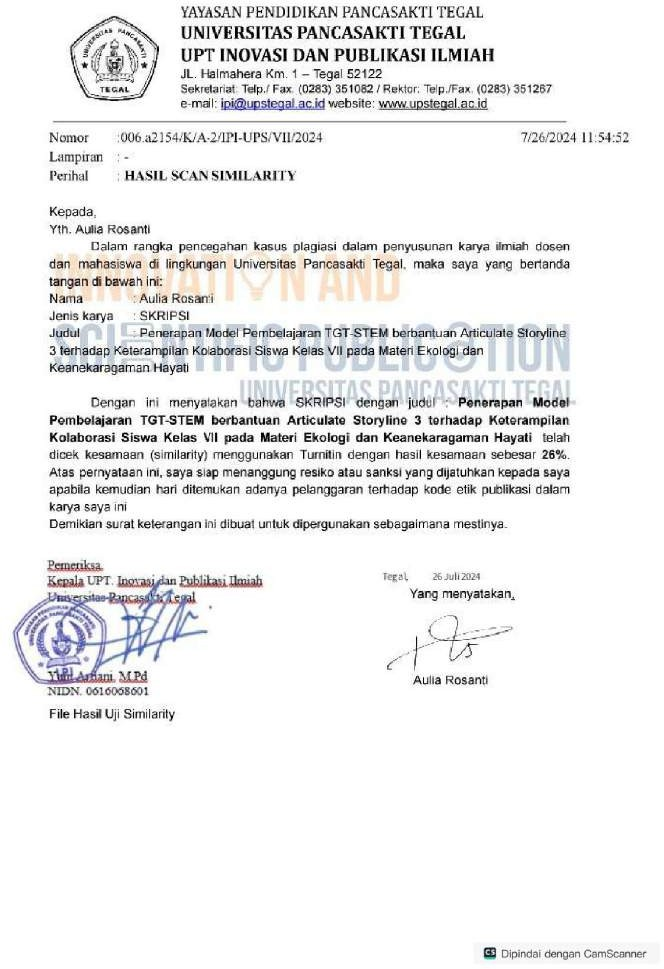 YAYASAN PENDIDIKAN PANCASAKTI TEGAL
UNIVERSITAS PANCASAKTI TEGAL
UPT INOVASI DAN PUBLIKASI ILMIAH
JL. Halmahera Km. 1 – Tegal 52122
Sekretariat: Telp./ Fax. (0283) 351082 / Rektor: Telp./Fax. (0283) 351267
e-mail: ipi@upstegal.ac.id website: www.upstegal.ac.id
UNIVERSITAS PANCASAKTI
TEGAL
Nomor :006.a2154/K/A-2/IPI-UPS/VII/2024 7/26/2024 11:54:52
Lampiran : -
Perihal : HASIL SCAN SIMILARITY
Kepada,
Yth. Aulia Rosanti
Dalam rangka pencegahan kasus plagiasi dalam penyusunan karya ilmiah dosen
dan mahasiswa di lingkungan Universitas Pancasakti Tegal, maka saya yang bertanda
tangan di bawah ini:
Nama : Aulia Rosanti
Jenis karya : SKRIPSI
Judul : Penerapan Model Pembelajaran TGT-STEM berbantuan Articulate Storyline
3 terhadap Keterampilan Kolaborasi Siswa Kelas VII pada Materi Ekologi dan
Keanekaragaman Hayati
INNOVATION AND
SCIENTIFIC PUBLICATION
UNIVERSITAS PANCASAKTI TEGAL
Dengan ini menyatakan bahwa SKRIPSI dengan judul : Penerapan Model
Pembelajaran TGT-STEM berbantuan Articulate Storyline 3 terhadap Keterampilan
Kolaborasi Siswa Kelas VII pada Materi Ekologi dan Keanekaragaman Hayati telah
dicek kesamaan (similarity) menggunakan Turnitin dengan hasil kesamaan sebesar 26%.
Atas pernyataan ini, saya siap menanggung resiko atau sanksi yang dijatuhkan kepada saya
apabila kemudian hari ditemukan adanya pelanggaran terhadap kode etik publikasi dalam
karya saya ini
Demikian surat keterangan ini dibuat untuk dipergunakan sebagaimana mestinya.
Pemeriksa,
Kepala UPT. Inovasi dan Publikasi Ilmiah
Universitas Pancasakti Tegal
M.Pd
NIDN. 0616068601
Tegal, 26 Juli 2024
Yang menyatakan,
Aulia Rosanti
File Hasil Uji Similarity
CS Dipindai dengan CamScanner